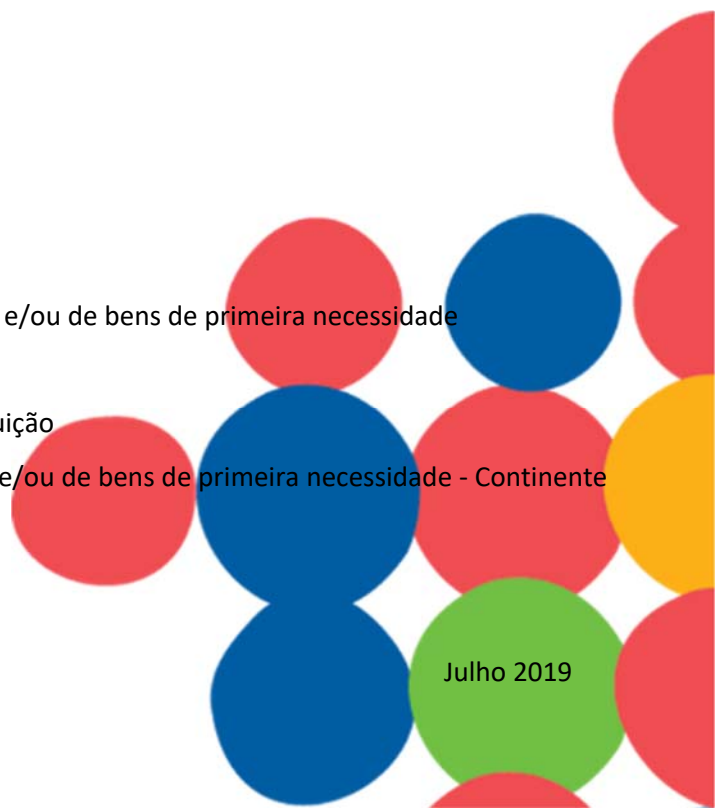 e/ou de bens de primeira necessidade
uição
e/ou de bens de primeira necessidade - Continente
Julho 2019